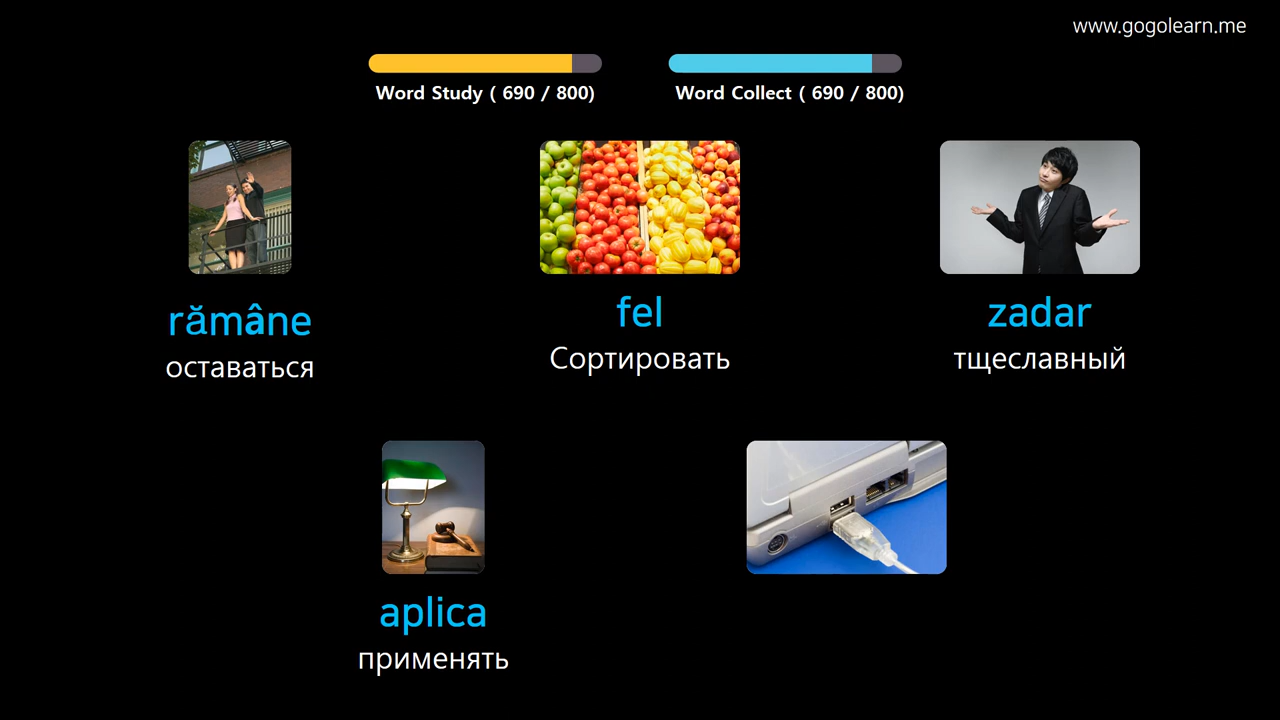 www.gogolearn.me
Word Study ( 690 / 800)
Word Collect ( 690 / 800)
rămâne
оставаться
fel
Сортировать
zadar
тщеславный
aplica
применять